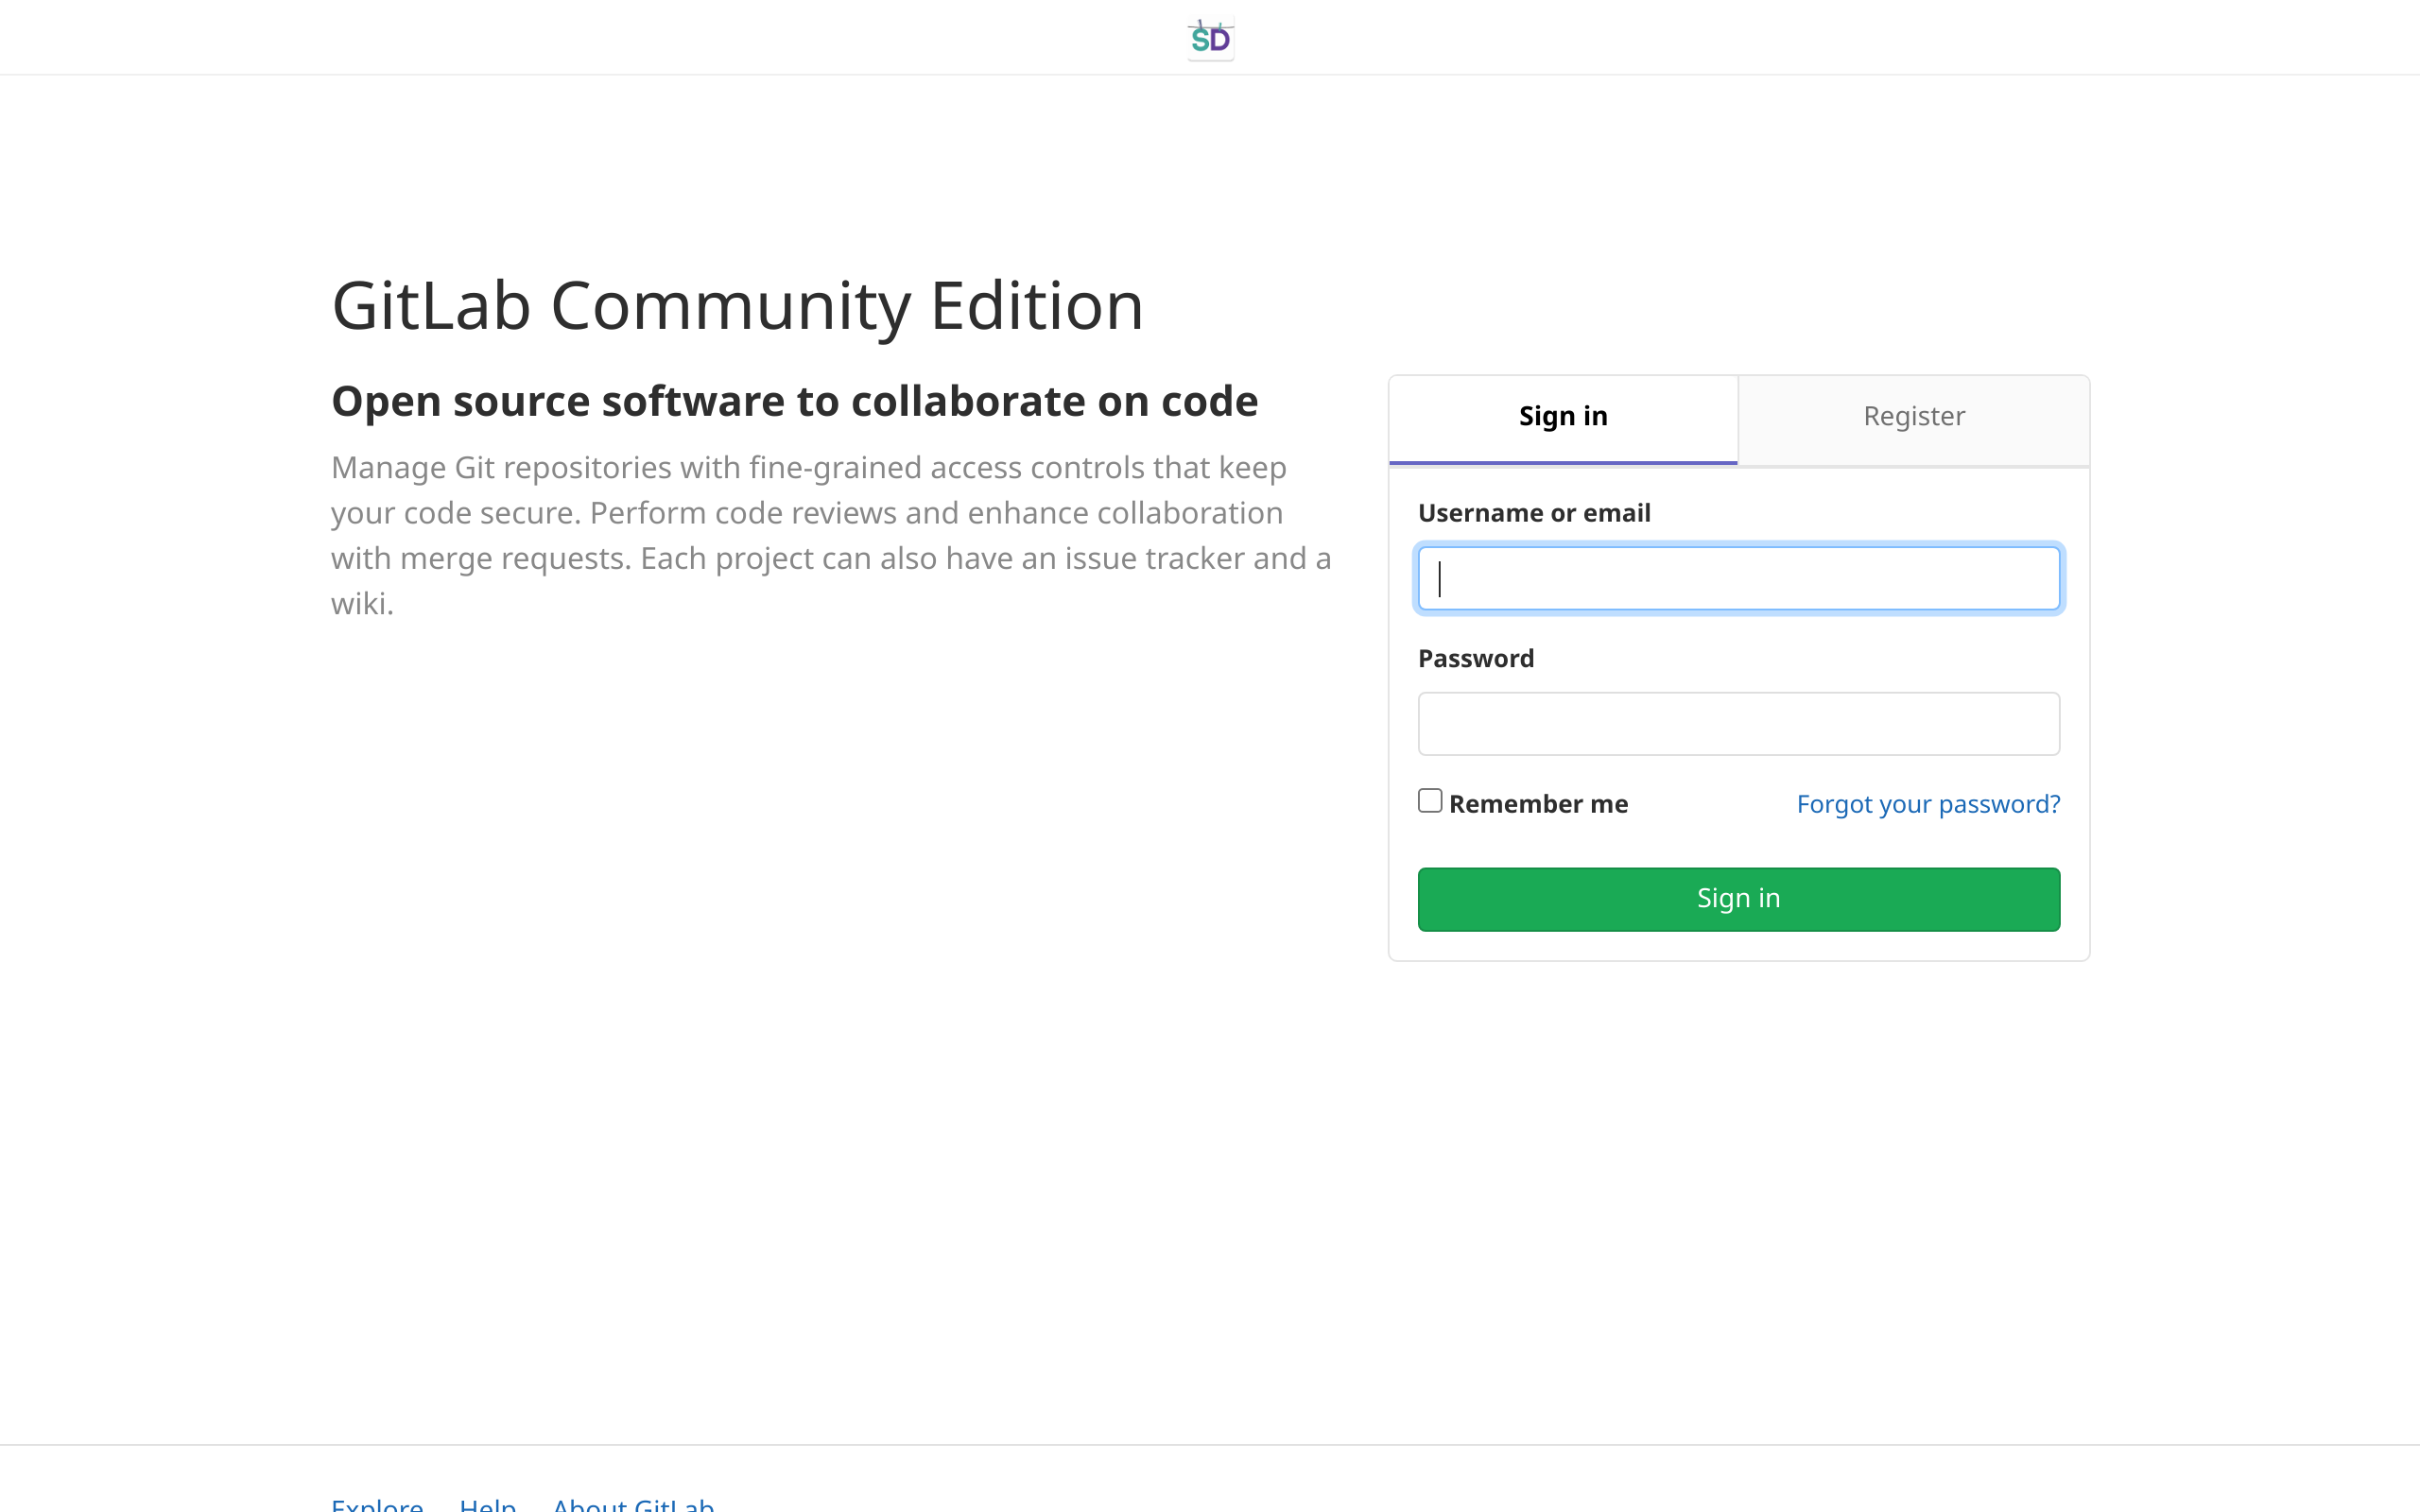 SD
GitLab Community Edition
Open source software to collaborate on code
Manage Git repositories with fine-grained access controls that keep
your code secure. Perform code reviews and enhance collaboration
with merge requests. Each project can also have an issue tracker and a
wiki.
Sign in
Register
Username or email
Password
Remember me
Forgot your password?
Sign in
Explore Help About GitLab